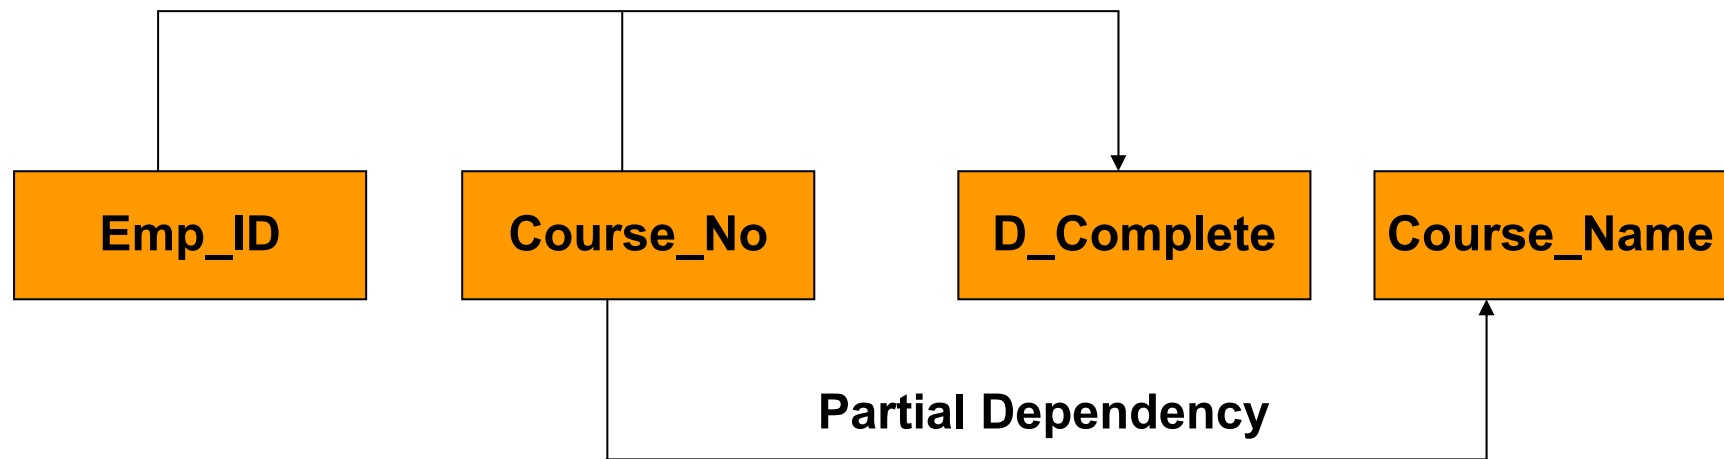 Emp_ID
Course_No
D_Complete
Course_Name
Partial Dependency